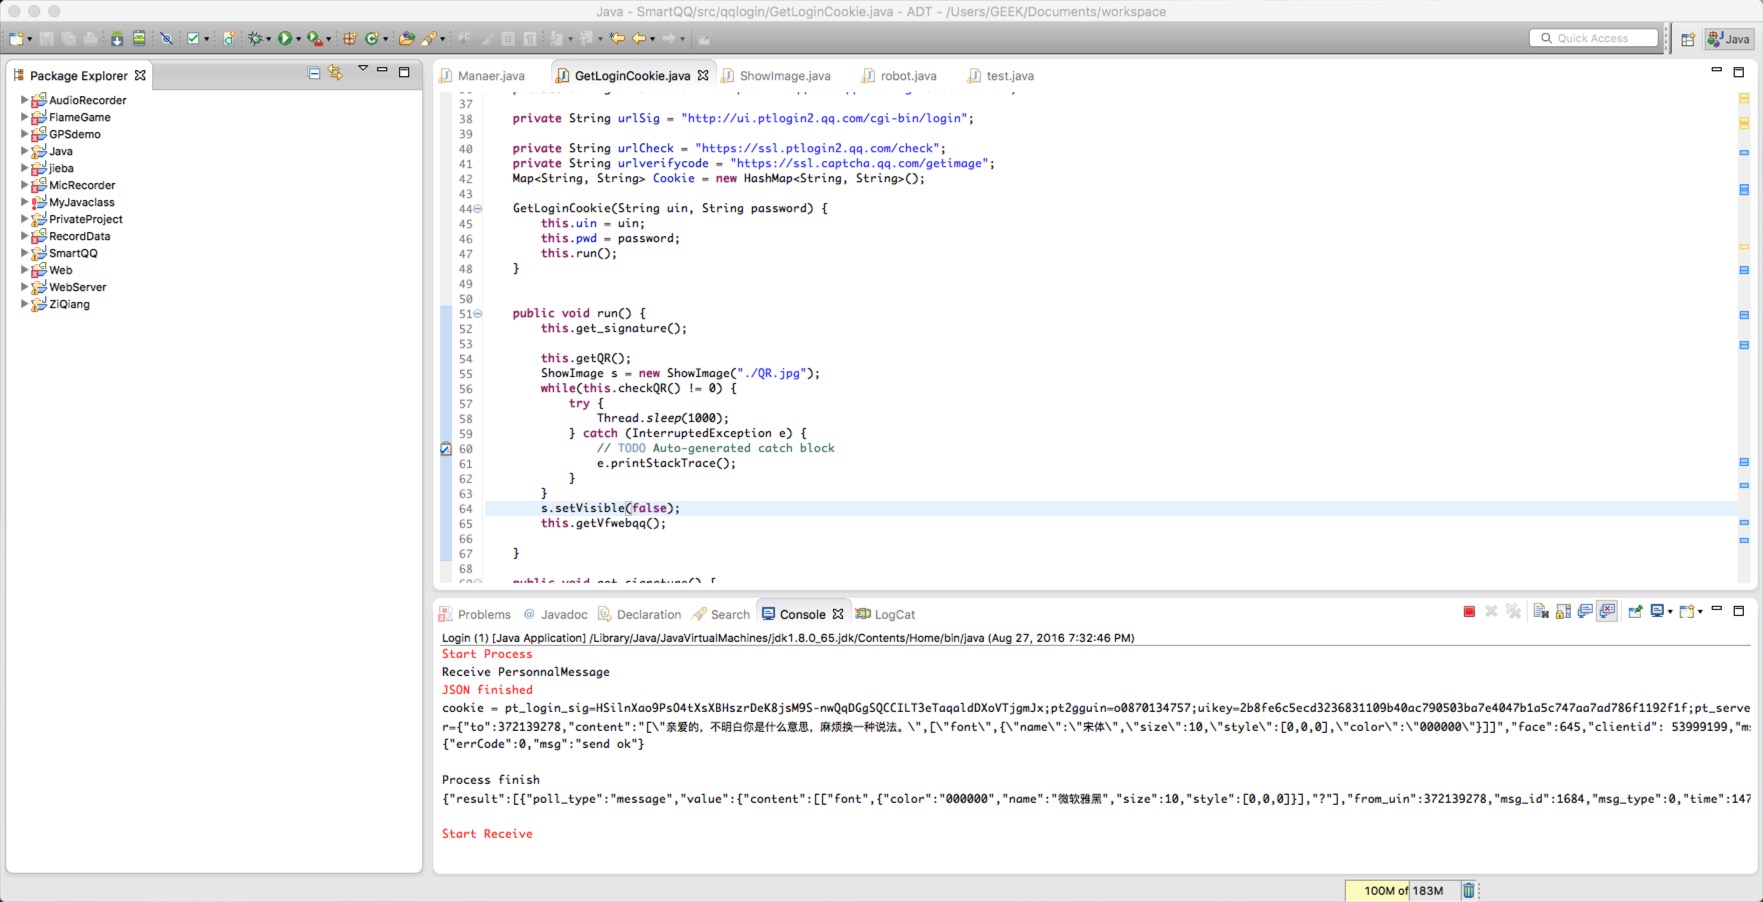 Java - SmartQQ/src/qqlogin/GetLoginCookie.java - ADT - /Users/GEEK/Documents/workspace
Quick Access
Java
Package Explorer
AudioRecorder
FlameGame
GPSdemo
Java
jieba
MicRecorder
MyJavaclass
PrivateProject
RecordData
SmartQQ
Web
WebServer
ZiQiang
Manaer.java
GetLoginCookie.java
ShowImage.java
robot.java
test.java
37
38 private String urlSig = "http://ui.ptlogin2.qq.com/cgi-bin/login";
39
40 private String urlCheck = "https://ssl.ptlogin2.qq.com/check";
41 private String urlverifycode = "https://ssl.captcha.qq.com/getimage";
42 Map<String, String> Cookie = new HashMap<String, String>();
43
44 GetLoginCookie(String uin, String password) {
45 this.uin = uin;
46 this.pwd = password;
47 this.run();
48 }
49
50
51 public void run() {
52 this.get_signature();
53
54 this.getQR();
55 ShowImage s = new ShowImage("./QR.jpg");
56 while(this.checkQR() != 0) {
57 try {
58 Thread.sleep(1000);
59 } catch (InterruptedException e) {
60 // TODO Auto-generated catch block
61 e.printStackTrace();
62 }
63 }
64 s.setVisible(false);
65 this.getVfwebqq();
66
67 }
68
Problems
Javadoc
Declaration
Search
Console
LogCat
Login (1) [Java Application] /Library/Java/JavaVirtualMachines/jdk1.8.0_65.jdk/Contents/Home/bin/java (Aug 27, 2016 7:32:46 PM)
Start Process
Receive PersonnalMessage
JSON finished
cookie = pt_login_sig=HSilnXao9PsO4tXsXBHszrDeK8jsM9S-nwQqDGgSQCCILT3eTaqaldDXoVTjgmJx;pt2gguin=o0870134757;uikey=2b8fe6c5ecd3236831109b40ac790503ba7e4047b1a5c747aa7ad786f1192f1f;pt_serve
r={"to":372139278,"content":"[\"亲爱的，不明白你是什么意思，麻烦换一种说法。\",[\"font\",{\"name\":\"宋体\",\"size\":10,\"style\":[0,0,0],\"color\":\"000000\"}]]","face":645,"clientid": 53999199,"ms
{"errCode":0,"msg":"send ok"}
Process finish
{"result":[{"poll_type":"message","value":{"content":[["font",{"color":"000000","name":"微软雅黑","size":10,"style":[0,0,0]}],"?"],"from_uin":372139278,"msg_id":1684,"msg_type":0,"time":147
Start Receive
100M of 183M